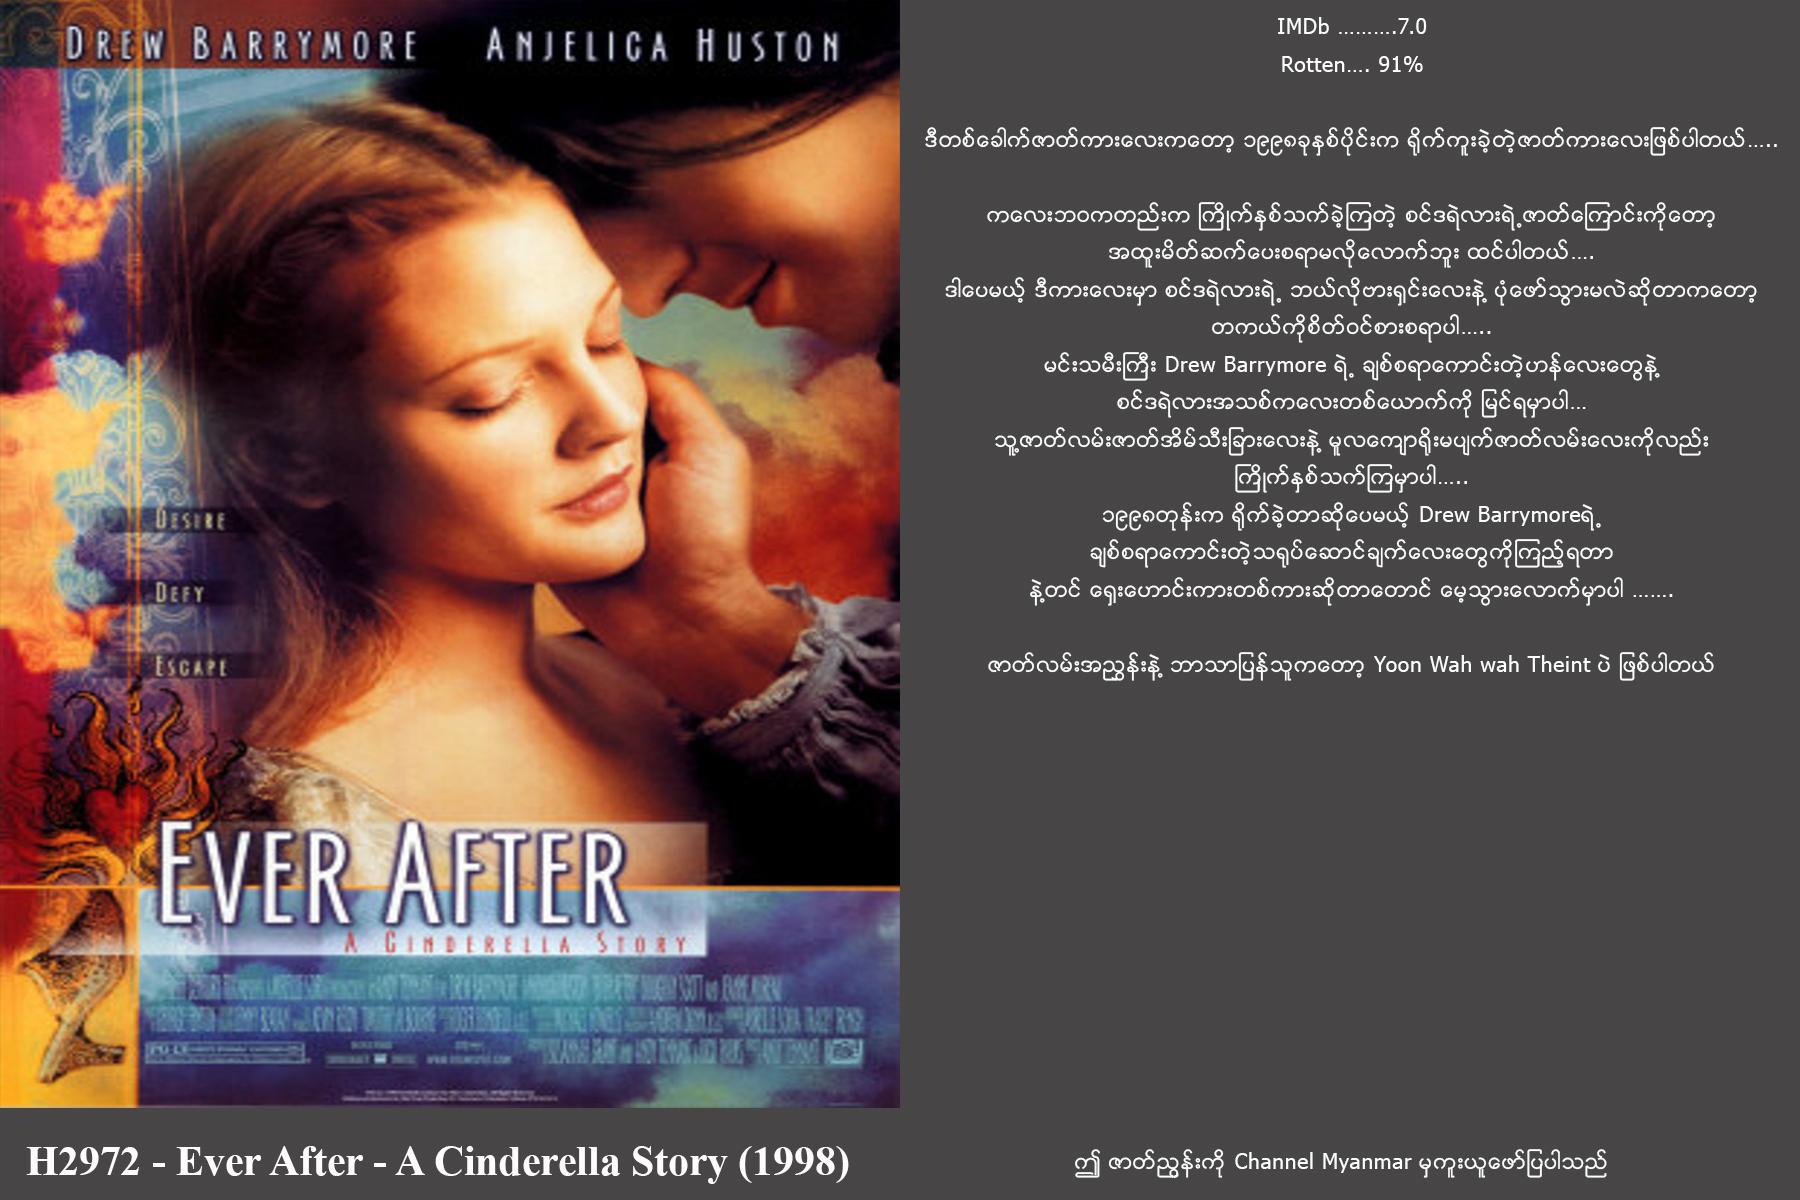 DREW BARRYMORE ANJELICA HUSTON
DESIRE
DEFY
ESCAPE
EVER AFTER
A CINDERELLA STORY
H2972 - Ever After - A Cinderella Story (1998)
IMDb ……….7.0
Rotten…. 91%
ဒီတစ်ခေါက်ဇာတ်ကားလေးကတော့ ၁၉၉၈ခုနှစ်ပိုင်းက ရိုက်ကူးခဲ့တဲ့ဇာတ်ကားလေးဖြစ်ပါတယ်…..
ကလေးဘဝကတည်းက ကြိုက်နှစ်သက်ခဲ့ကြတဲ့ စင်ဒရဲလားရဲ့ဇာတ်ကြောင်းကိုတော့
အထူးမိတ်ဆက်ပေးစရာမလိုလောက်ဘူး ထင်ပါတယ်….
ဒါပေမယ့် ဒီကားလေးမှာ စင်ဒရဲလားရဲ့ ဘယ်လိုဗားရှင်းလေးနဲ့ ပုံဖော်သွားမလဲဆိုတာကတော့
တကယ်ကိုစိတ်ဝင်စားစရာပါ…..
မင်းသမီးကြီး Drew Barrymore ရဲ့ ချစ်စရာကောင်းတဲ့ဟန်လေးတွေနဲ့
စင်ဒရဲလားအသစ်ကလေးတစ်ယောက်ကို မြင်ရမှာပါ…
သူ့ဇာတ်လမ်းဇာတ်အိမ်သီးခြားလေးနဲ့ မူလကျောရိုးမပျက်ဇာတ်လမ်းလေးကိုလည်း
ကြိုက်နှစ်သက်ကြမှာပါ…..
၁၉၉၈တုန်းက ရိုက်ခဲ့တာဆိုပေမယ့် Drew Barrymoreရဲ့
ချစ်စရာကောင်းတဲ့သရုပ်ဆောင်ချက်လေးတွေကိုကြည့်ရတာ
နဲ့တင် ရှေးဟောင်းကားတစ်ကားဆိုတာတောင် မေ့သွားလောက်မှာပါ …….
ဇာတ်လမ်းအညွှန်းနဲ့ ဘာသာပြန်သူကတော့ Yoon Wah wah Theint ပဲ ဖြစ်ပါတယ်
ဤ ဇာတ်ညွှန်းကို Channel Myanmar မှကူးယူဖော်ပြပါသည်